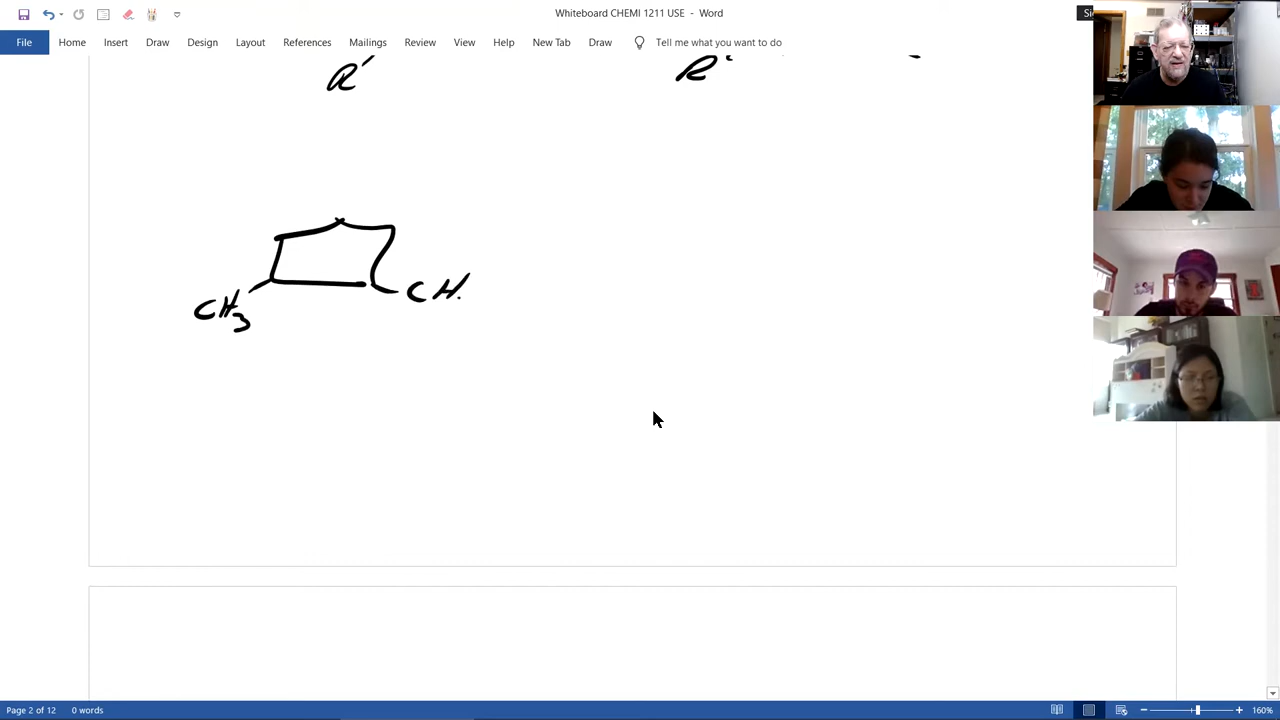 Whiteboard CHEMI 1211 USE - Word
File Home Insert Draw Design Layout References Mailings Review View Help New Tab Draw Tell me what you want to do
R' R'
CH3 CH
Page 2 of 12 0 words 160%